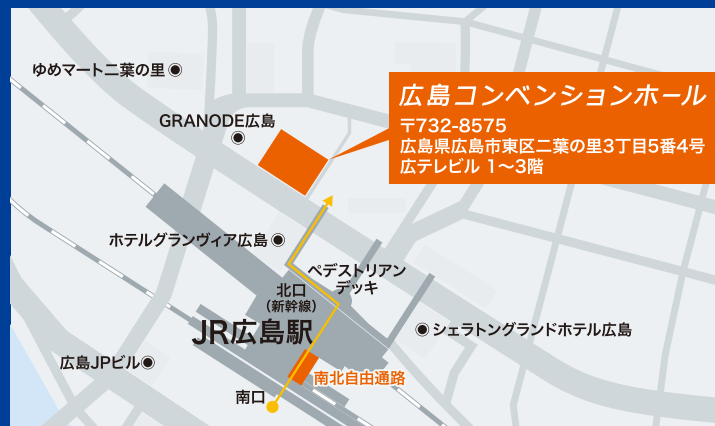 ゆめマート二葉の里
GRANODE広島
広島コンベンションホール
〒732-8575
広島県広島市東区二葉の里3丁目5番4号
広テレビル 1〜3階
ホテルグランヴィア広島
ペデストリアン
デッキ
北口
（新幹線）
JR広島駅
シェラトングランドホテル広島
広島JPビル
南北自由通路
南口